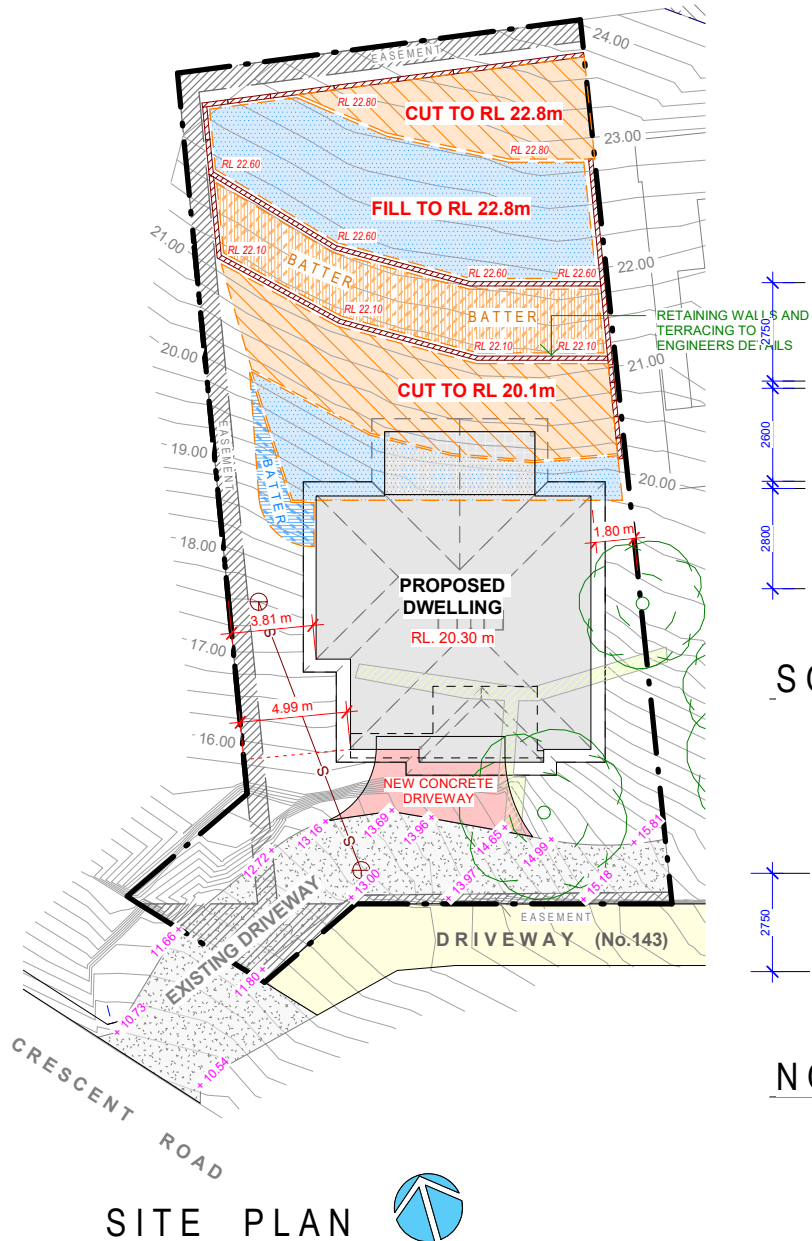 24.00
EASEMENT
RL 22.80
CUT TO RL 22.8m
23.00
RL 22.80
RL 22.60
FILL TO RL 22.8m
21.00
RL 22.60
RL 22.10
BATTER
22.00
RL 22.60
RL 22.60
RL 22.10
BATTER
RETAINING WALLS AND
TERRACING TO
ENGINEERS DETAILS
2750
RL 22.10
RL 22.10
20.00
21.00
CUT TO RL 20.1m
2600
19.00
EASEMENT
BATTER
20.00
18.00
1.80 m
2800
PROPOSED
DWELLING
RL. 20.30 m
3.81 m
S
17.00
4.99 m
16.00
S
NEW CONCRETE
DRIVEWAY
S
12.72 +
13.16 +
13.69 +
13.96 +
14.65 +
14.99 +
15.81 +
+ 13.00
+ 13.97
+ 15.18
EASEMENT
DRIVEWAY (No.143)
2750
11.66 +
EXISTING DRIVEWAY
11.80 +
+ 10.73
+ 10.54
CRESCENT ROAD
SITE PLAN